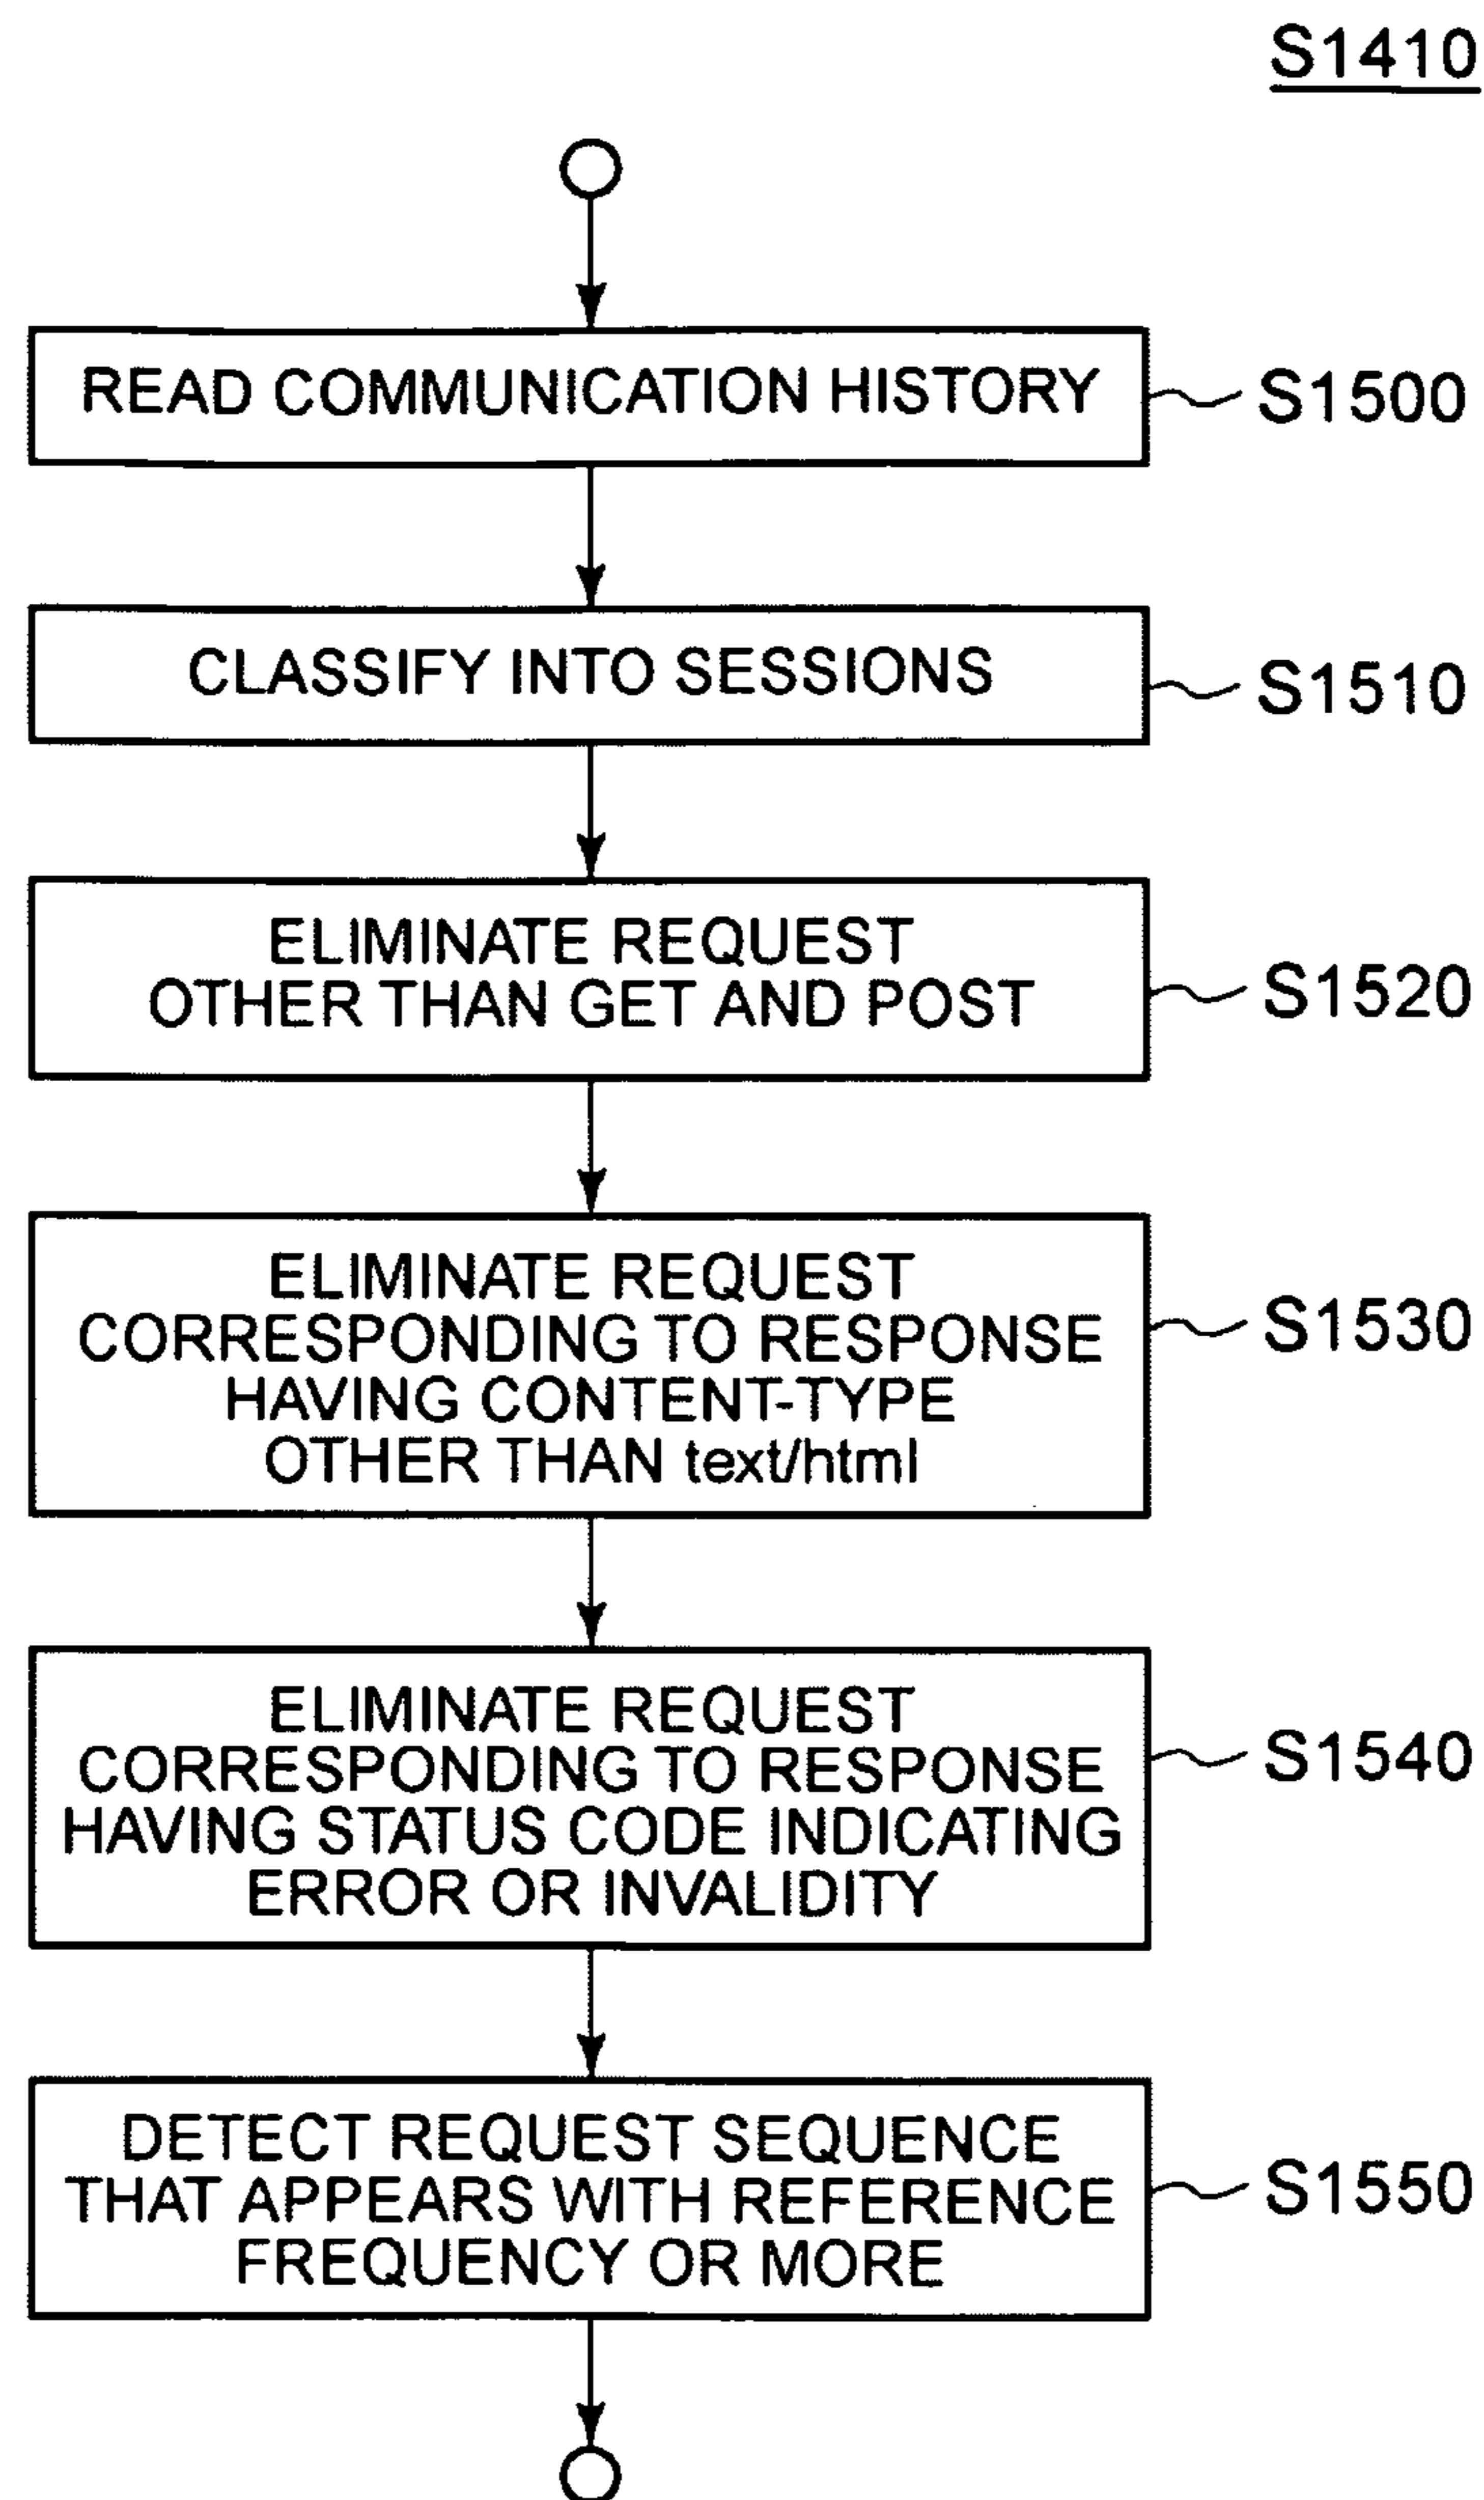 S1410
READ COMMUNICATION HISTORY
S1500
CLASSIFY INTO SESSIONS
S1510
ELIMINATE REQUEST
OTHER THAN GET AND POST
S1520
ELIMINATE REQUEST
CORRESPONDING TO RESPONSE
HAVING CONTENT-TYPE
OTHER THAN text/html
S1530
ELIMINATE REQUEST
CORRESPONDING TO RESPONSE
HAVING STATUS CODE INDICATING
ERROR OR INVALIDITY
S1540
DETECT REQUEST SEQUENCE
THAT APPEARS WITH REFERENCE
FREQUENCY OR MORE
S1550